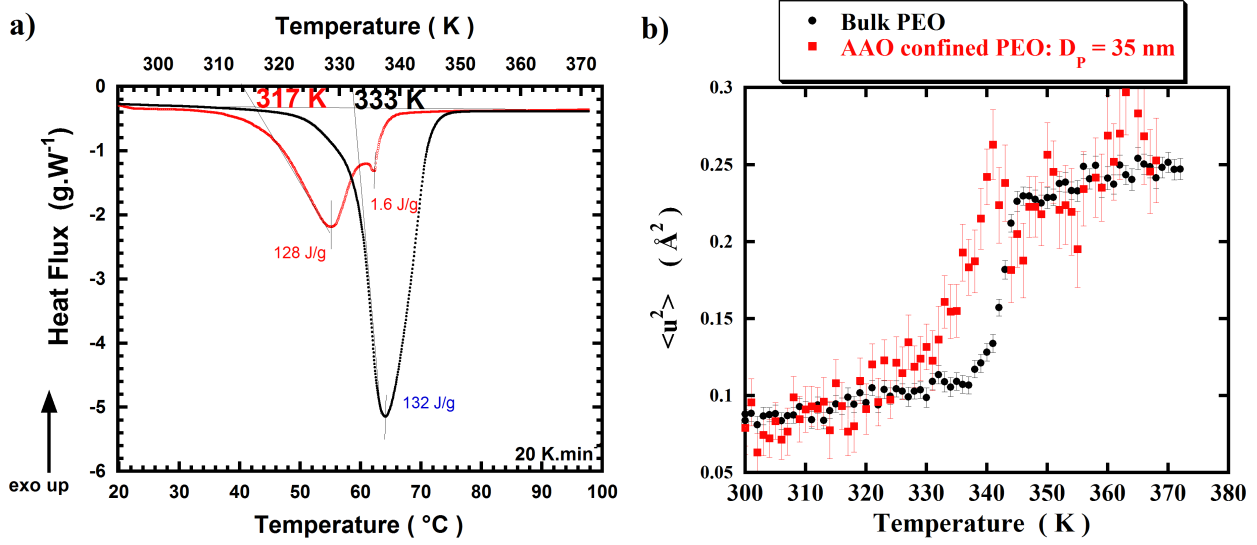 a)
Temperature ( K )
300 310 320 330 340 350 360 372
0
-1
-2
-3
-4
-5
-6
Heat Flux (g.W-1)
exo up
317 K
333 K
1.6 J/g
128 J/g
132 J/g
20 K.min-
20 30 40 50 60 70 80 90 100
Temperature ( °C )
b)
Bulk PEO
AAO confined PEO: DP = 35 nm
0.3
0.25
0.2
0.15
0.1
0.05
<u2> ( Å2 )
300 310 320 330 340 350 360 370 380
Temperature ( K )